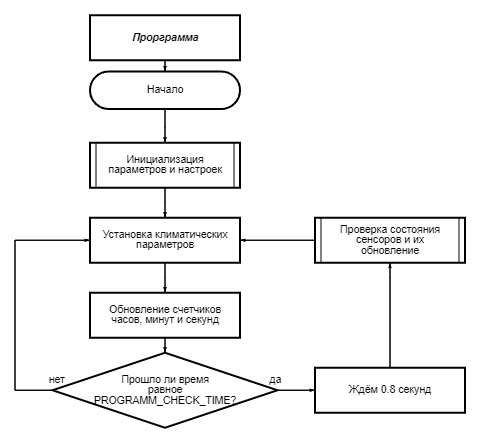 Прорграмма
Начало
Инициализация
параметров и настроек
Установка климатических
параметров
Проверка состояния
сенсоров и их
обновление
Обновление счетчиков
часов, минут и секунд
нет
Прошло ли время
равное
PROGRAMM_CHECK_TIME?
да
Ждём 0.8 секунд